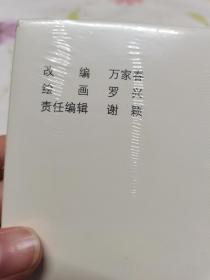 改 编 万家春
绘 画 罗 兴
责任编辑 谢 颖